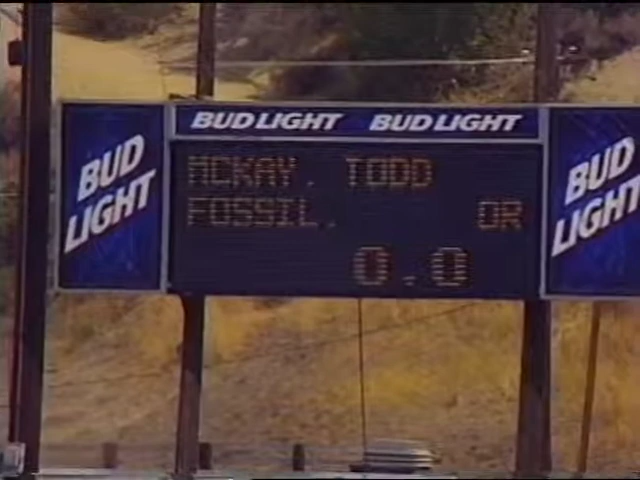 BUD LIGHT BUD LIGHT
BUD
LIGHT
MCKAY. TODD
FOSSIL. OR
0.0
BUD
LIGHT